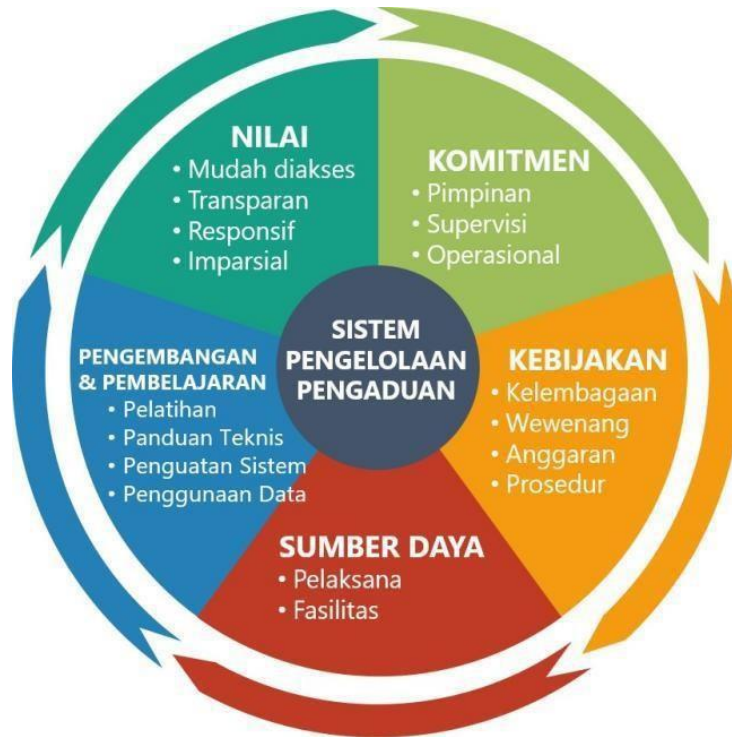 NILAI
• Mudah diakses
• Transparan
• Responsif
• Imparsial
KOMITMEN
• Pimpinan
• Supervisi
• Operasional
SISTEM
PENGELOLAAN
PENGADUAN
PENGEMBANGAN
& PEMBELAJARAN
• Pelatihan
• Panduan Teknis
• Penguatan Sistem
• Penggunaan Data
KEBIJAKAN
• Kelembagaan
• Wewenang
• Anggaran
• Prosedur
SUMBER DAYA
• Pelaksana
• Fasilitas